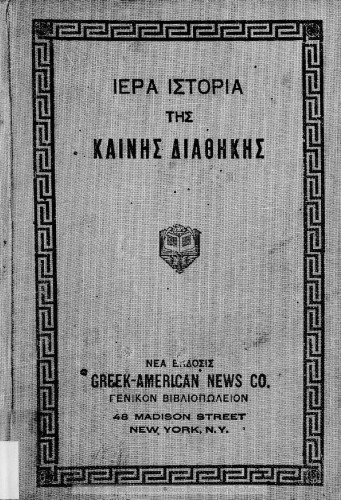 ΙΕΡΑ ΙΣΤΟΡΙΑ
ΤΗΣ
ΚΑΙΝΗΣ ΔΙΑΘΗΚΗΣ
ΝΕΑ ΕΚΔΟΣΙΣ
GREEK-AMERICAN NEWS CO.
ΓΕΝΙΚΟΝ ΒΙΒΛΙΟΠΩΛΕΙΟΝ
48 MADISON STREET
NEW YORK, N.Y.